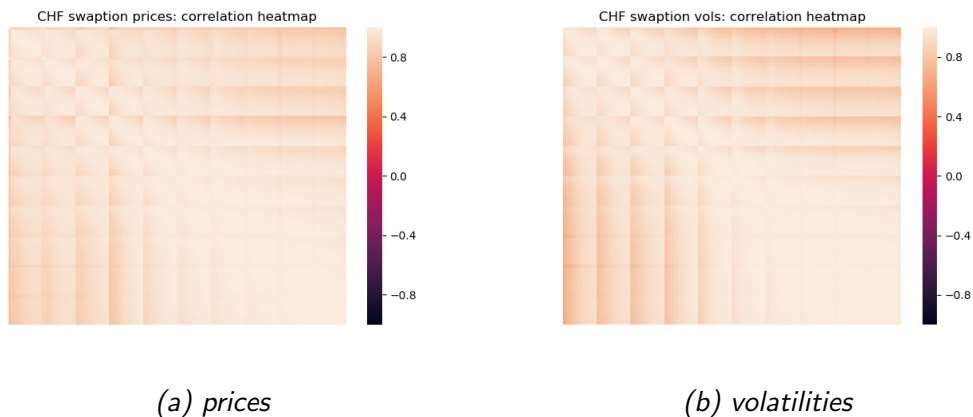 CHF swaption prices: correlation heatmap
0.8
0.4
0.0
−0.4
−0.8
(a) prices
CHF swaption vols: correlation heatmap
0.8
0.4
0.0
−0.4
−0.8
(b) volatilities